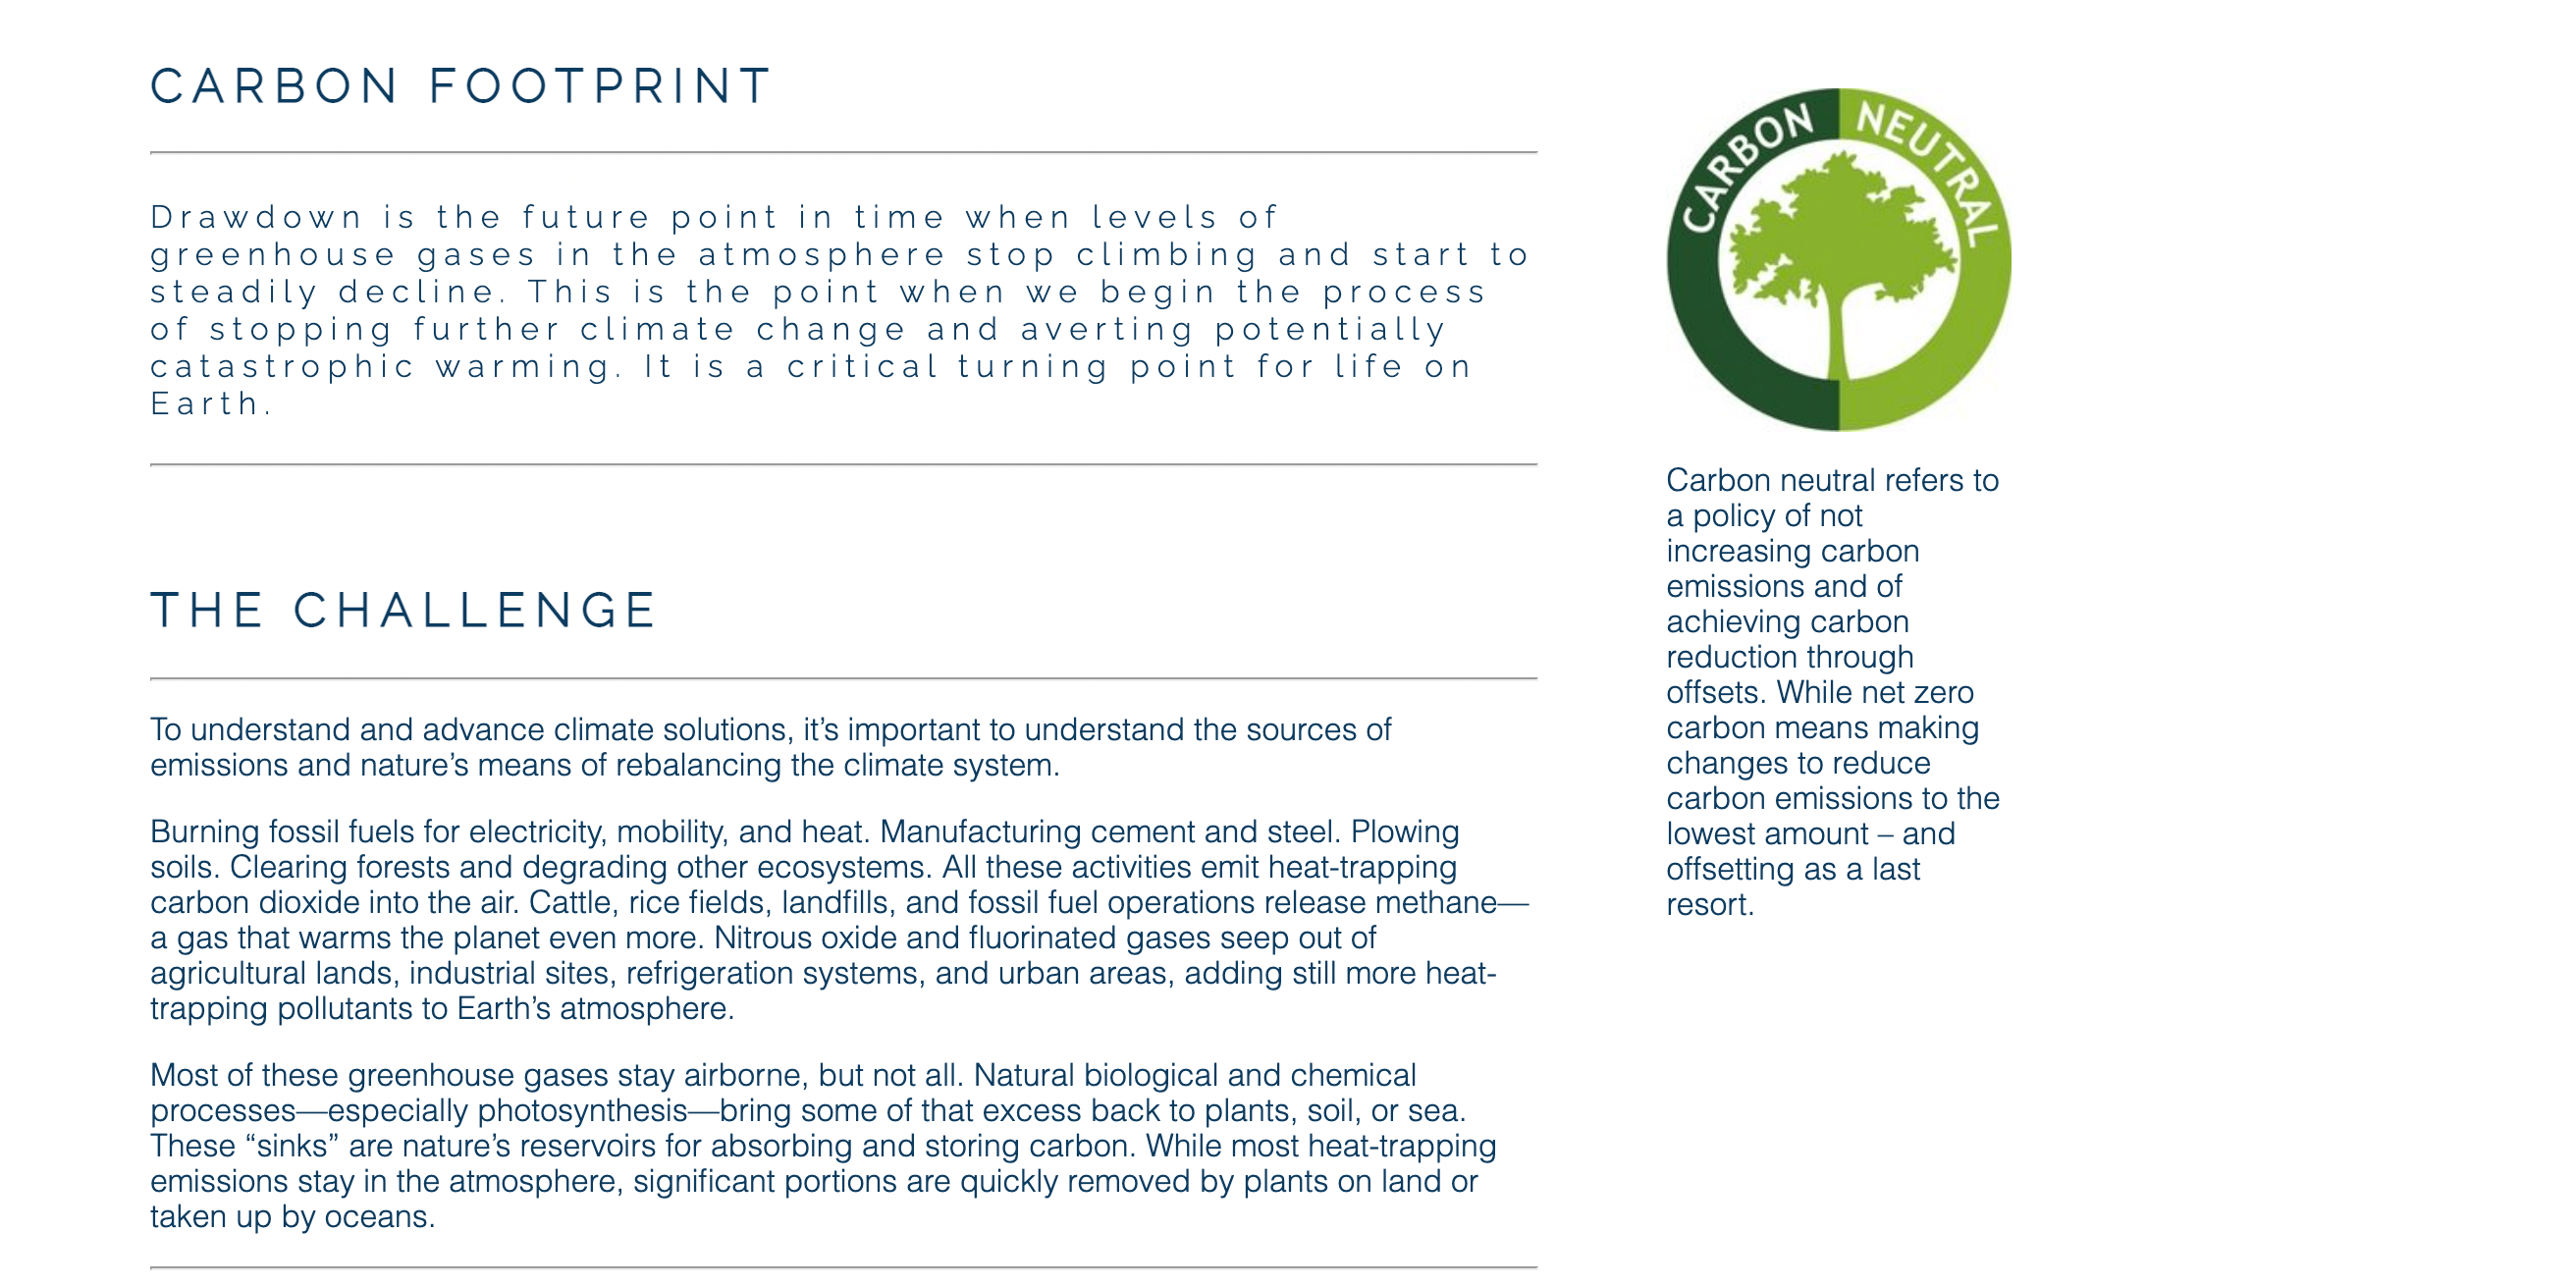 CARBON FOOTPRINT
Drawdown is the future point in time when levels of
greenhouse gases in the atmosphere stop climbing and start to
steadily decline. This is the point when we begin the process
of stopping further climate change and averting potentially
catastrophic warming. It is a critical turning point for life on
Earth.
THE CHALLENGE
To understand and advance climate solutions, it’s important to understand the sources of
emissions and nature’s means of rebalancing the climate system.
Burning fossil fuels for electricity, mobility, and heat. Manufacturing cement and steel. Plowing
soils. Clearing forests and degrading other ecosystems. All these activities emit heat-trapping
carbon dioxide into the air. Cattle, rice fields, landfills, and fossil fuel operations release methane—
a gas that warms the planet even more. Nitrous oxide and fluorinated gases seep out of
agricultural lands, industrial sites, refrigeration systems, and urban areas, adding still more heat-
trapping pollutants to Earth’s atmosphere.
Most of these greenhouse gases stay airborne, but not all. Natural biological and chemical
processes—especially photosynthesis—bring some of that excess back to plants, soil, or sea.
These “sinks” are nature’s reservoirs for absorbing and storing carbon. While most heat-trapping
emissions stay in the atmosphere, significant portions are quickly removed by plants on land or
taken up by oceans.
CARBON NEUTRAL
Carbon neutral refers to
a policy of not
increasing carbon
emissions and of
achieving carbon
reduction through
offsets. While net zero
carbon means making
changes to reduce
carbon emissions to the
lowest amount – and
offsetting as a last
resort.